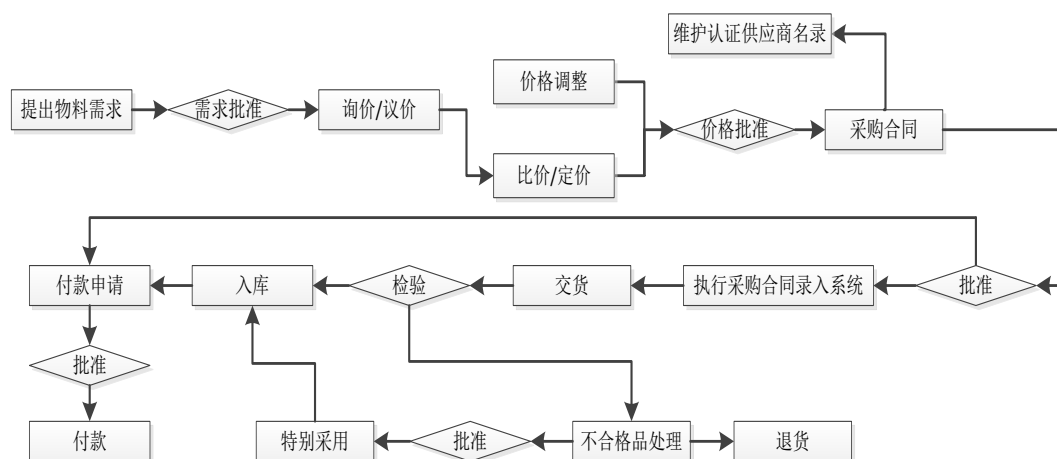 维护认证供应商名录
价格调整
提出物料需求
需求批准
询价/议价
价格批准
采购合同
比价/定价
付款申请
入库
检验
交货
执行采购合同录入系统
批准
批准
付款
特别采用
批准
不合格品处理
退货